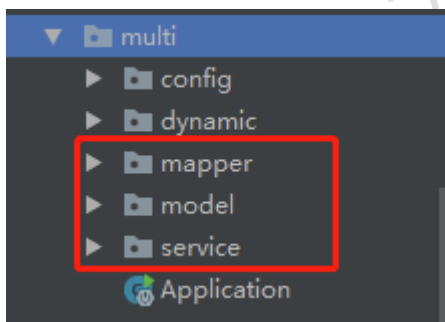 multi
config
dynamic
mapper
model
service
Application